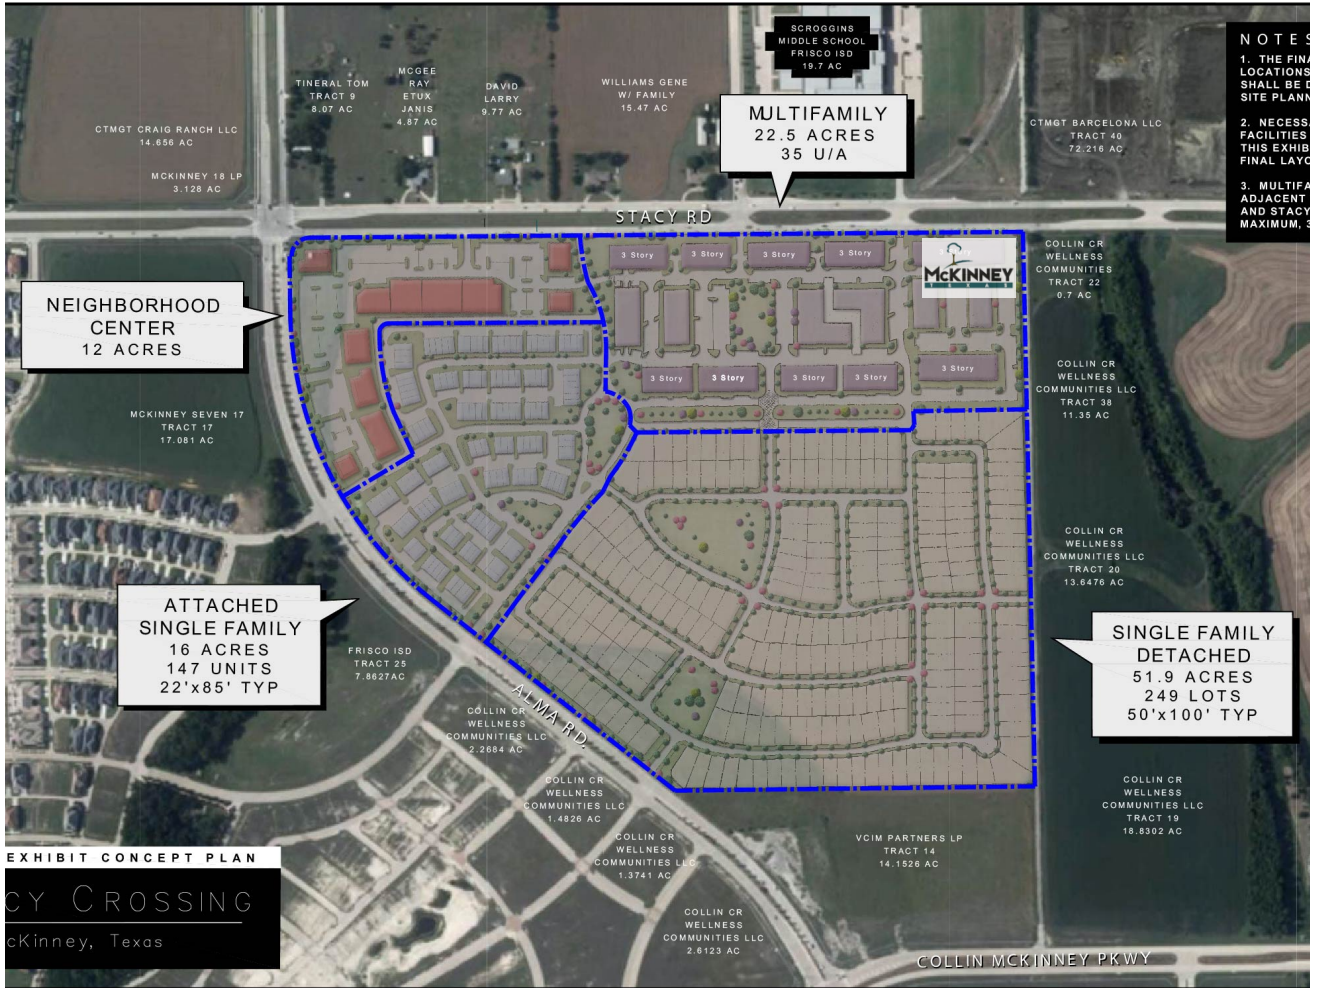 SCROGGINS
MIDDLE SCHOOL
FRISCO ISD
19.7 AC
NOTES
1. THE FINA
LOCATIONS
SHALL BE D
SITE PLANN
2. NECESSA
FACILITIES
THIS EXHIB
FINAL LAYO
3. MULTIFA
ADJACENT
AND STACY
MAXIMUM, 3
TINERAL TOM
TRACT 9
8.07 AC
MCGEE
RAY
ETUX
JANIS
4.87 AC
DAVID
LARRY
9.77 AC
WILLIAMS GENE
W/ FAMILY
15.47 AC
MULTIFAMILY
22.5 ACRES
35 U/A
CTMGT BARCELONA LLC
TRACT 40
72.216 AC
CTMGT CRAIG RANCH LLC
14.656 AC
MCKINNEY 18 LP
3.128 AC
STACY RD
3 Story
3 Story
3 Story
3 Story
McKINNEY
TEXAS
COLLIN CR
WELLNESS
COMMUNITIES
TRACT 22
0.7 AC
NEIGHBORHOOD
CENTER
12 ACRES
3 Story
3 Story
3 Story
3 Story
3 Story
COLLIN CR
WELLNESS
COMMUNITIES LLC
TRACT 38
11.35 AC
MCKINNEY SEVEN 17
TRACT 17
17.081 AC
COLLIN CR
WELLNESS
COMMUNITIES LLC
TRACT 20
13.6476 AC
ATTACHED
SINGLE FAMILY
16 ACRES
147 UNITS
22'x85' TYP
FRISCO ISD
TRACT 25
7.8627AC
SINGLE FAMILY
DETACHED
51.9 ACRES
249 LOTS
50'x100' TYP
ALMA RD.
COLLIN CR
WELLNESS
COMMUNITIES LLC
2.2684 AC
COLLIN CR
WELLNESS
COMMUNITIES LLC
1.4826 AC
COLLIN CR
WELLNESS
COMMUNITIES LLC
TRACT 19
18.8302 AC
COLLIN CR
WELLNESS
COMMUNITIES LLC
1.3741 AC
VCIM PARTNERS LP
TRACT 14
14.1526 AC
EXHIBIT CONCEPT PLAN
CY CROSSING
cKinney, Texas
COLLIN CR
WELLNESS
COMMUNITIES LLC
2.6123 AC
COLLIN MCKINNEY PKWY